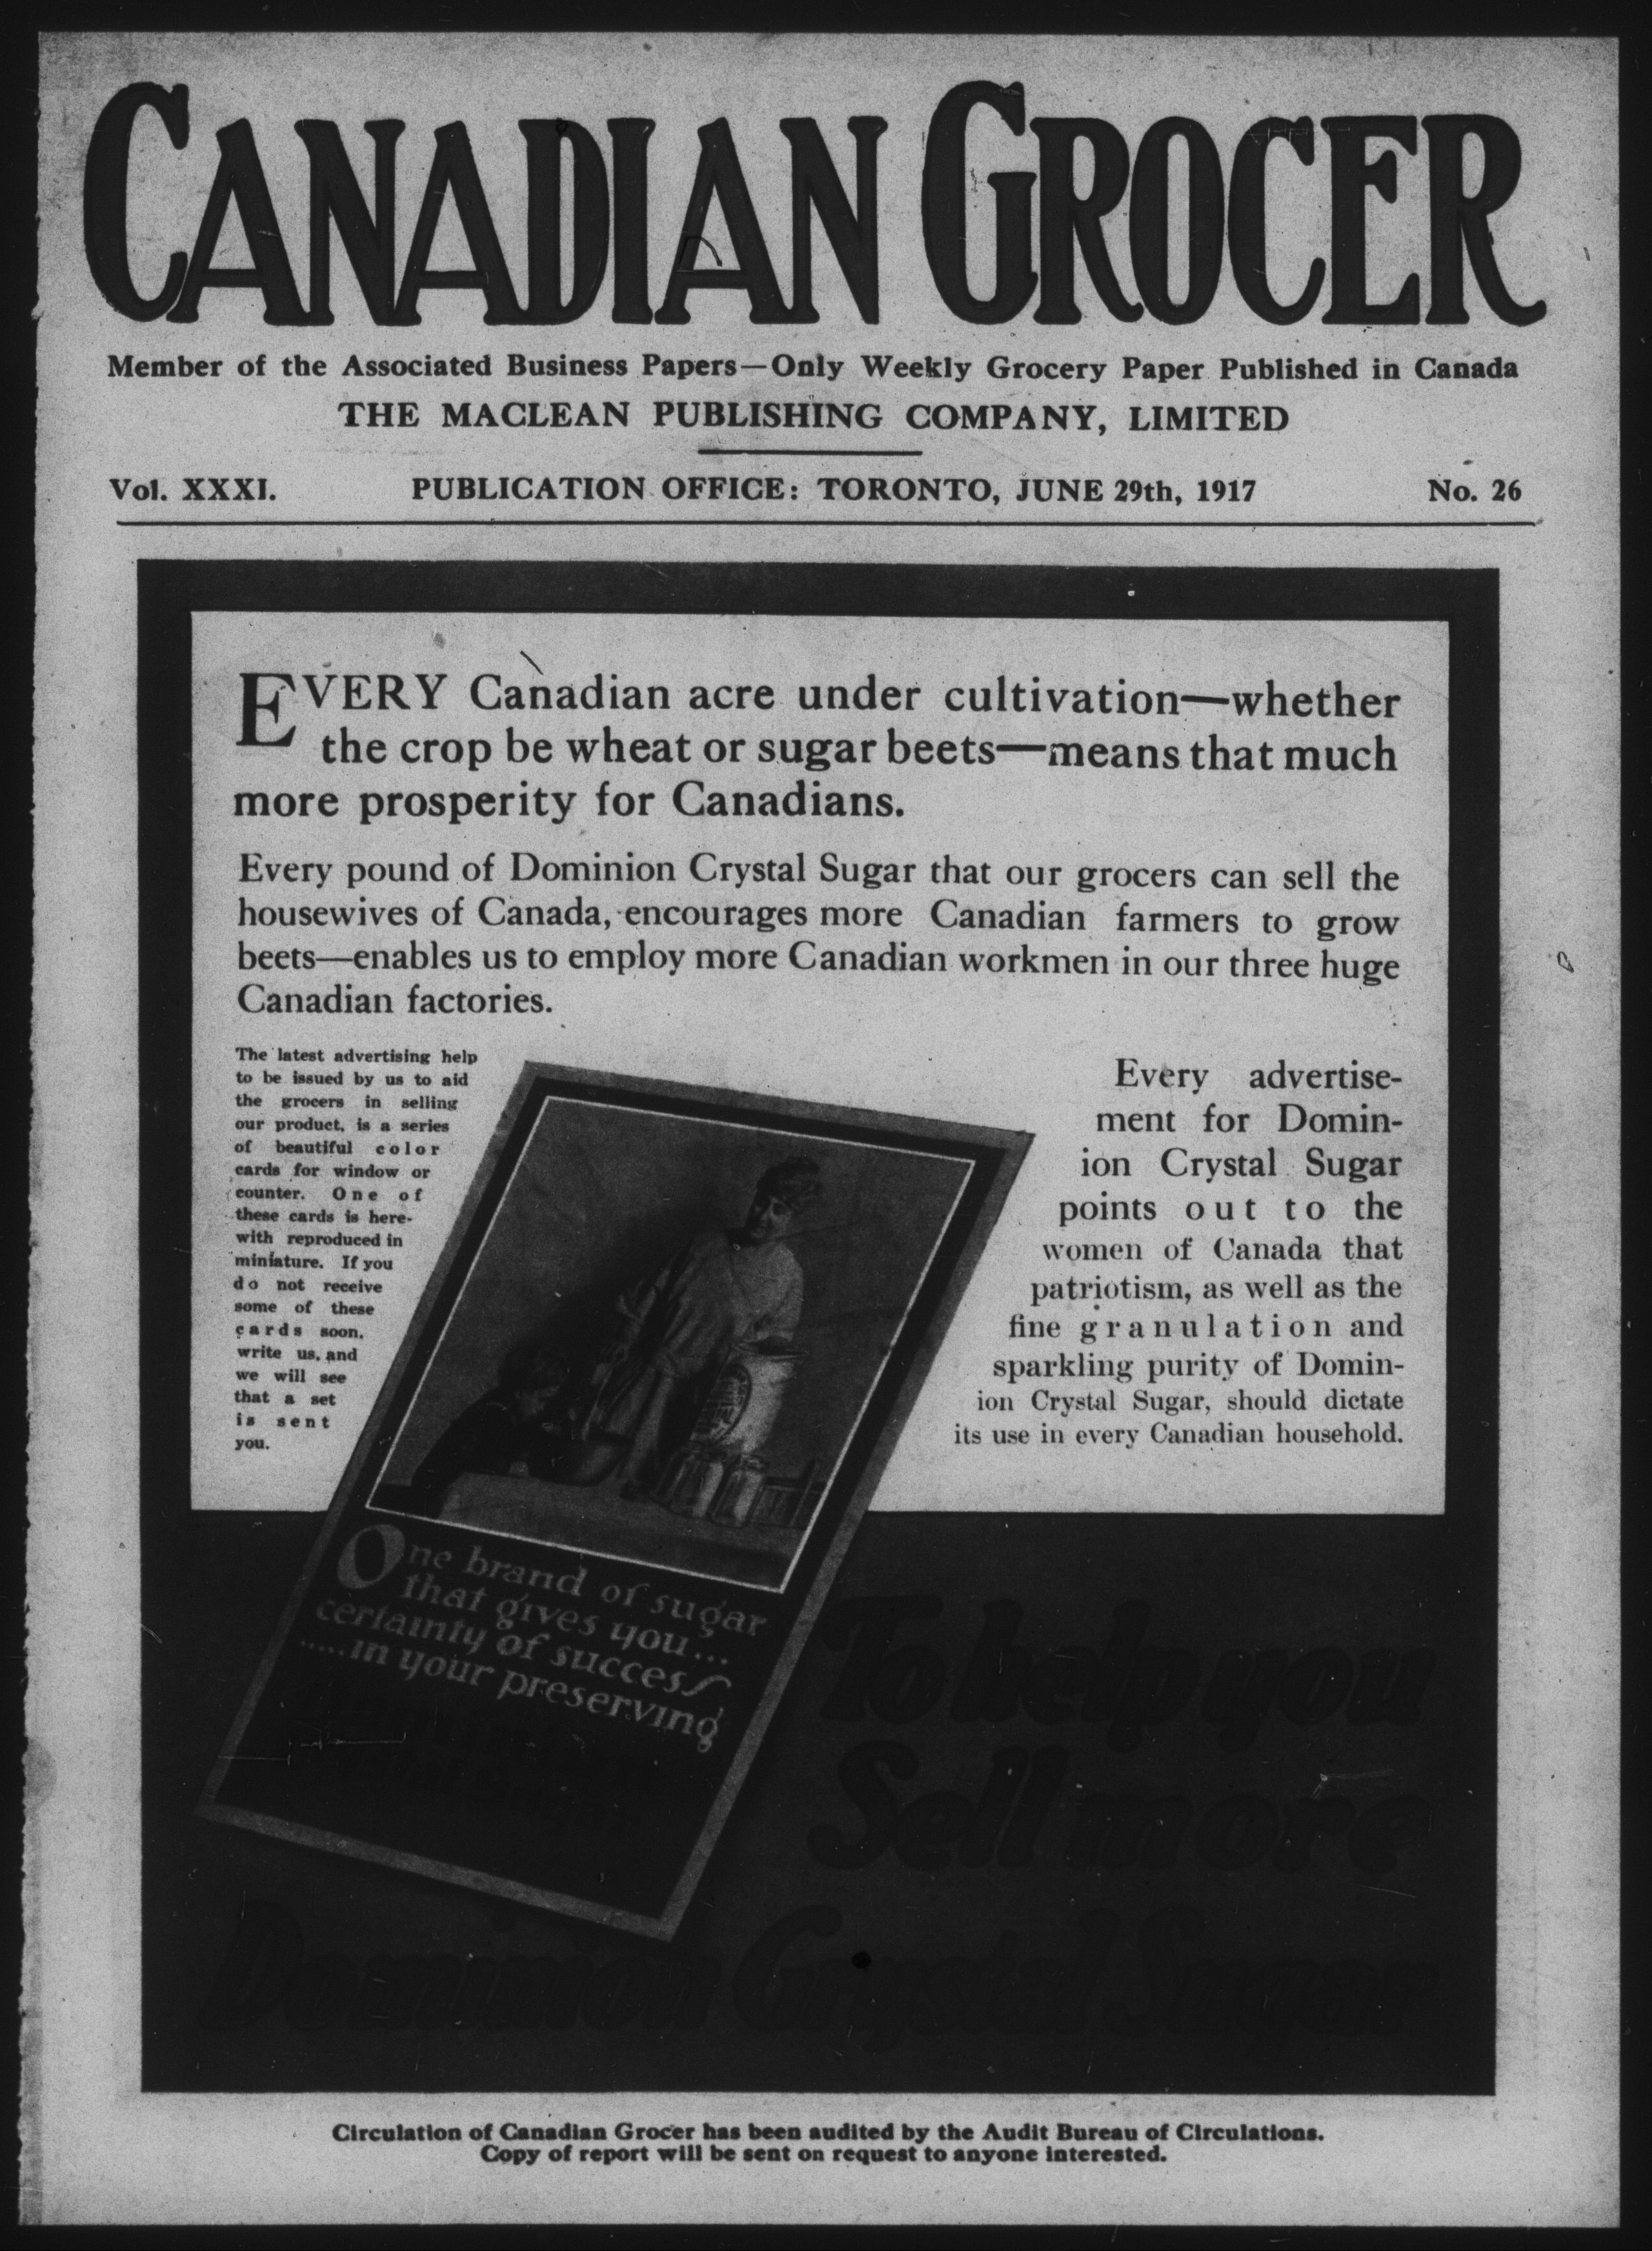 CANADIAN GROCER
Member of the Associated Business Papers—Only Weekly Grocery Paper Published in Canada
THE MACLEAN PUBLISHING COMPANY, LIMITED
Vol. XXXI. PUBLICATION OFFICE: TORONTO, JUNE 29th, 1917 No. 26
EVERY Canadian acre under cultivation—whether
the crop be wheat or sugar beets—means that much
more prosperity for Canadians.
Every pound of Dominion Crystal Sugar that our grocers can sell the
housewives of Canada, encourages more Canadian farmers to grow
beets—enables us to employ more Canadian workmen in our three huge
Canadian factories.
The latest advertising help
to be issued by us to aid
the grocers in selling
our product, is a series
of beautiful color
cards for window or
counter. One of
these cards is here-
with reproduced in
miniature. If you
do not receive
some of these
cards soon,
write us, and
we will see
that a set
is sent
you.
Every advertise-
ment for Domin-
ion Crystal Sugar
points out to the
women of Canada that
patriotism, as well as the
fine granulation and
sparkling purity of Domin-
ion Crystal Sugar, should dictate
its use in every Canadian household.
One brand of sugar
that gives you...
certainty of success
.....in your preserving
To help you
Sell more
Dominion Crystal Sugar
Circulation of Canadian Grocer has been audited by the Audit Bureau of Circulations.
Copy of report will be sent on request to anyone interested.